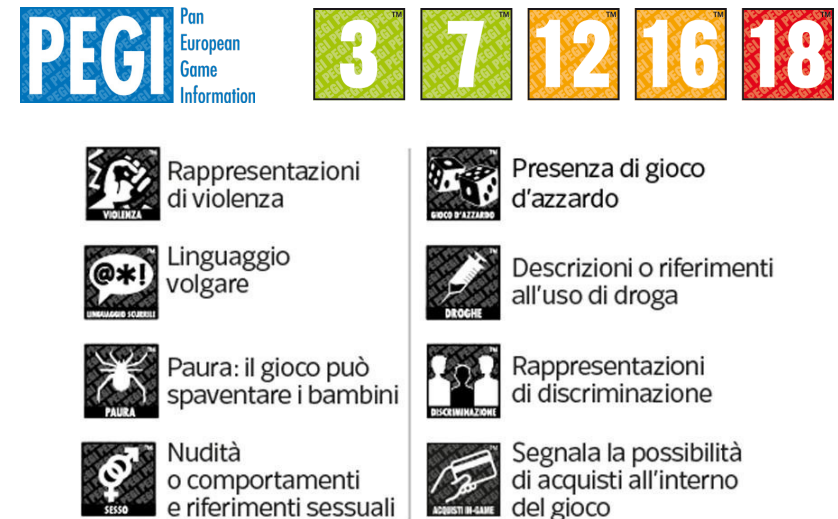 PEGI
Pan
European
Game
Information
3
7
12
16
18
VIOLENZA
Rappresentazioni
di violenza
@*!
LINGUAGGIO SCURRILE
Linguaggio
volgare
PAURA
Paura: il gioco può
spaventare i bambini
SESSO
Nudità
o comportamenti
e riferimenti sessuali
GIOCO D'AZZARDO
Presenza di gioco
d'azzardo
DROGHE
Descrizioni o riferimenti
all'uso di droga
DISCRIMINAZIONE
Rappresentazioni
di discriminazione
ACQUISTI IN-GAME
Segnala la possibilità
di acquisti all'interno
del gioco